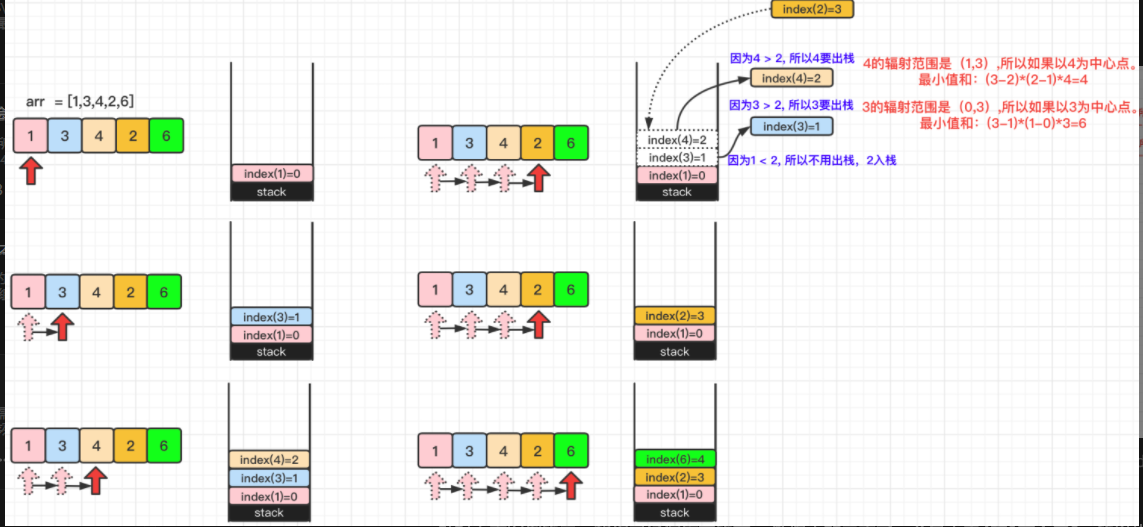 index(2)=3
因为4 > 2, 所以4要出栈
4的辐射范围是（1,3）,所以如果以4为中心点。
最小值和：(3-2)*(2-1)*4=4
index(4)=2
arr = [1,3,4,2,6]
因为3 > 2, 所以3要出栈
3的辐射范围是（0,3）,所以如果以3为中心点。
最小值和：(3-1)*(1-0)*3=6
index(3)=1
1 3 4 2 6
index(1)=0
stack
1 3 4 2 6
index(4)=2
index(3)=1
因为1 < 2, 所以不用出栈，2入栈
index(1)=0
stack
1 3 4 2 6
index(3)=1
index(1)=0
stack
1 3 4 2 6
index(2)=3
index(1)=0
stack
1 3 4 2 6
index(4)=2
index(3)=1
index(1)=0
stack
1 3 4 2 6
index(6)=4
index(2)=3
index(1)=0
stack